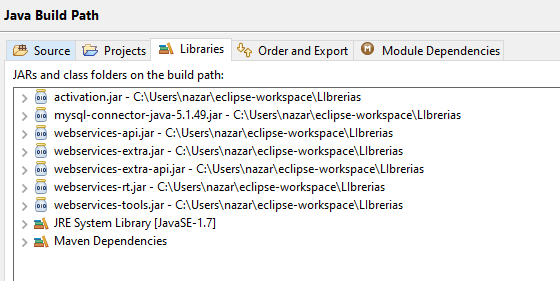 Java Build Path
Source Projects Libraries Order and Export Module Dependencies
JARs and class folders on the build path:
activation.jar - C:\Users\nazar\eclipse-workspace\LIbrerias
mysql-connector-java-5.1.49.jar - C:\Users\nazar\eclipse-workspace\LIbrerias
webservices-api.jar - C:\Users\nazar\eclipse-workspace\LIbrerias
webservices-extra.jar - C:\Users\nazar\eclipse-workspace\LIbrerias
webservices-extra-api.jar - C:\Users\nazar\eclipse-workspace\LIbrerias
webservices-rt.jar - C:\Users\nazar\eclipse-workspace\LIbrerias
webservices-tools.jar - C:\Users\nazar\eclipse-workspace\LIbrerias
JRE System Library [JavaSE-1.7]
Maven Dependencies